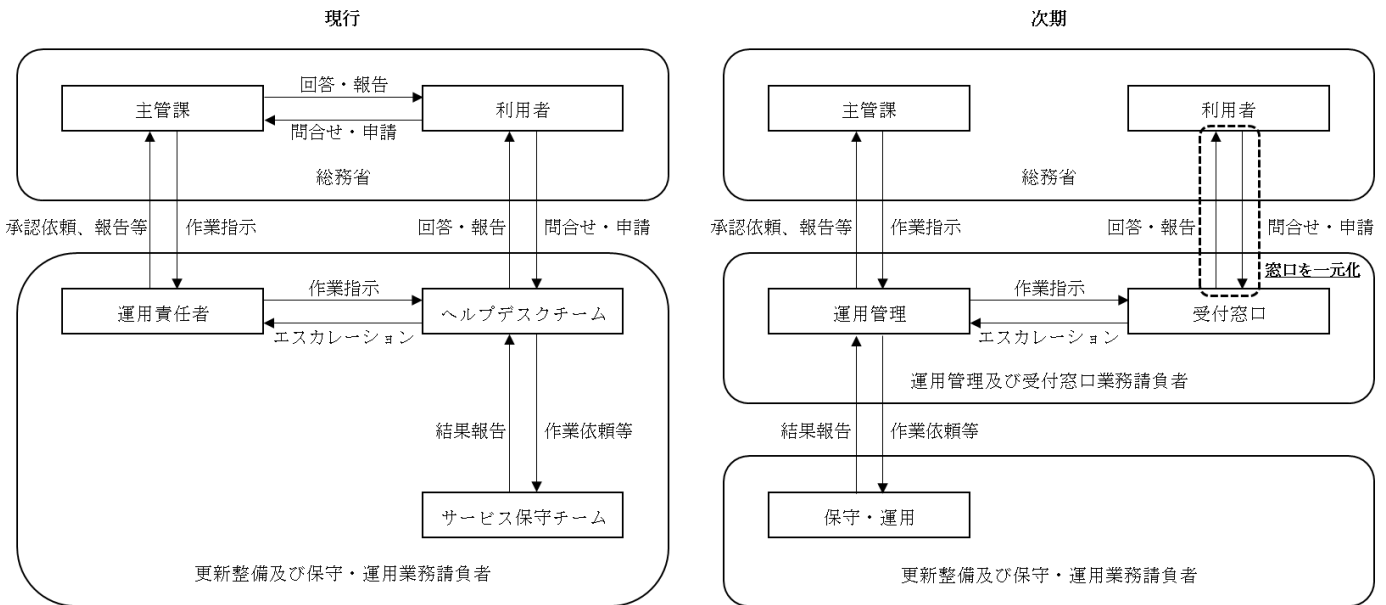 現行
主管課
回答・報告
問合せ・申請
利用者
総務省
承認依頼、報告等
作業指示
回答・報告
問合せ・申請
運用責任者
作業指示
エスカレーション
ヘルプデスクチーム
結果報告
作業依頼等
サービス保守チーム
更新整備及び保守・運用業務請負者
次期
主管課
利用者
総務省
承認依頼、報告等
作業指示
回答・報告
問合せ・申請
窓口を一元化
運用管理
作業指示
エスカレーション
受付窓口
運用管理及び受付窓口業務請負者
結果報告
作業依頼等
保守・運用
更新整備及び保守・運用業務請負者